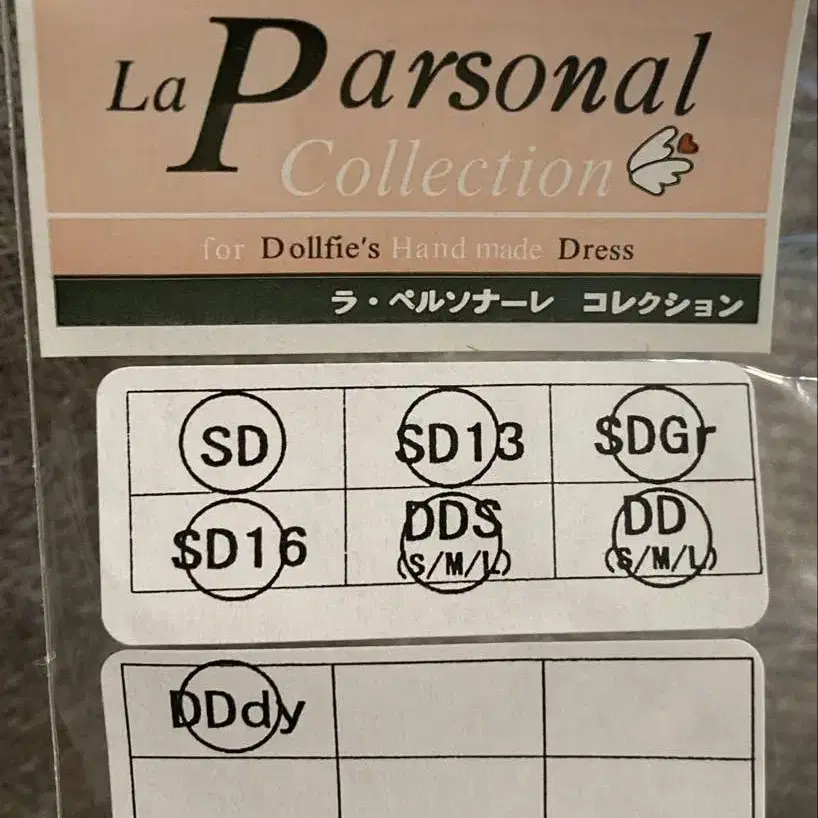 La Parsonal
Collection
for Dollfie's Hand made Dress
ラ・ペルソナーレ コレクション
SD SD13 SDGr
SD16 DDS DD
(S/M/L) (S/M/L)
DDdy